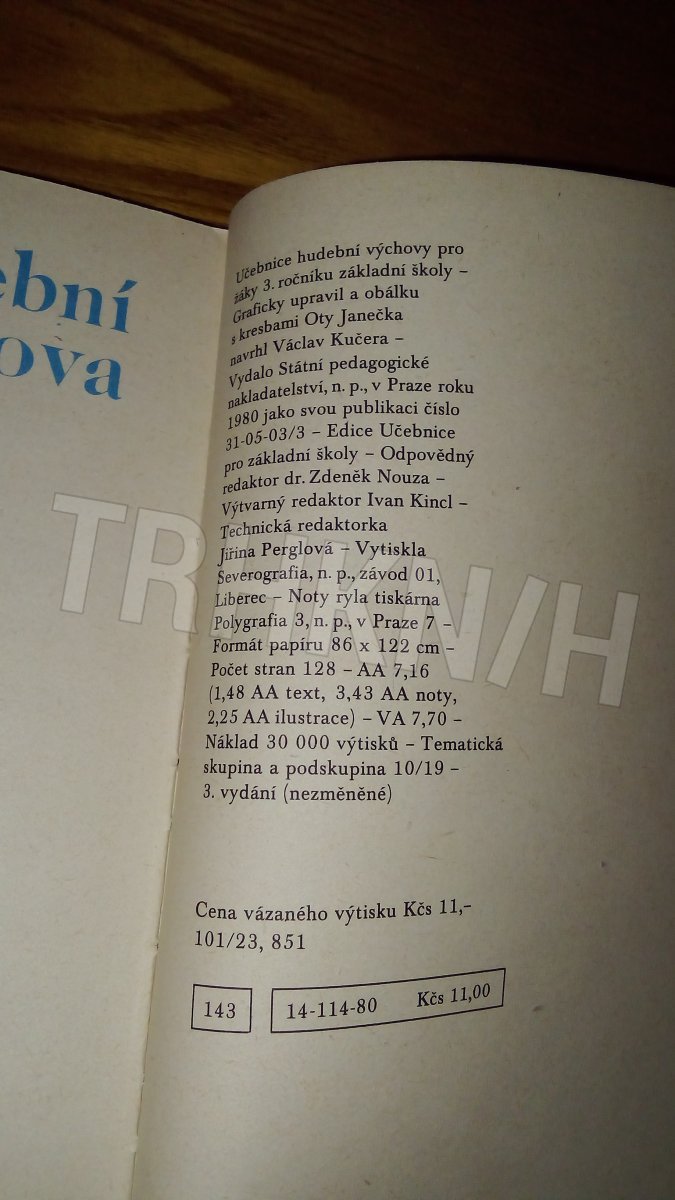 ební
ova
Učebnice hudební výchovy pro
žáky 3. ročníku základní školy –
Graficky upravil a obálku
s kresbami Oty Janečka
navrhl Václav Kučera –
Vydalo Státní pedagogické
nakladatelství, n. p., v Praze roku
1980 jako svou publikaci číslo
31-05-03/3 – Edice Učebnice
pro základní školy – Odpovědný
redaktor dr. Zdeněk Nouza –
Výtvarný redaktor Ivan Kincl –
Technická redaktorka
Jiřina Perglová – Vytiskla
Severografia, n. p., závod 01,
Liberec – Noty ryla tiskárna
Polygrafia 3, n. p., v Praze 7 –
Formát papíru 86 x 122 cm –
Počet stran 128 – AA 7,16
(1,48 AA text, 3,43 AA noty,
2,25 AA ilustrace) – VA 7,70 –
Náklad 30 000 výtisků – Tematická
skupina a podskupina 10/19 –
3. vydání (nezměněné)
Cena vázaného výtisku Kčs 11,–
101/23, 851
143
14-114-80 Kčs 11,00